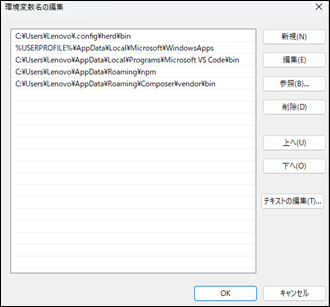 環境変数名の編集
C:¥Users¥Lenovo¥.config¥herd¥bin
%USERPROFILE%¥AppData¥Local¥Microsoft¥WindowsApps
C:¥Users¥Lenovo¥AppData¥Local¥Programs¥Microsoft VS Code¥bin
C:¥Users¥Lenovo¥AppData¥Roaming¥npm
C:¥Users¥Lenovo¥AppData¥Roaming¥Composer¥vendor¥bin
新規(N)
編集(E)
参照(B)...
削除(D)
上へ(U)
下へ(O)
テキストの編集(T)...
OK
キャンセル